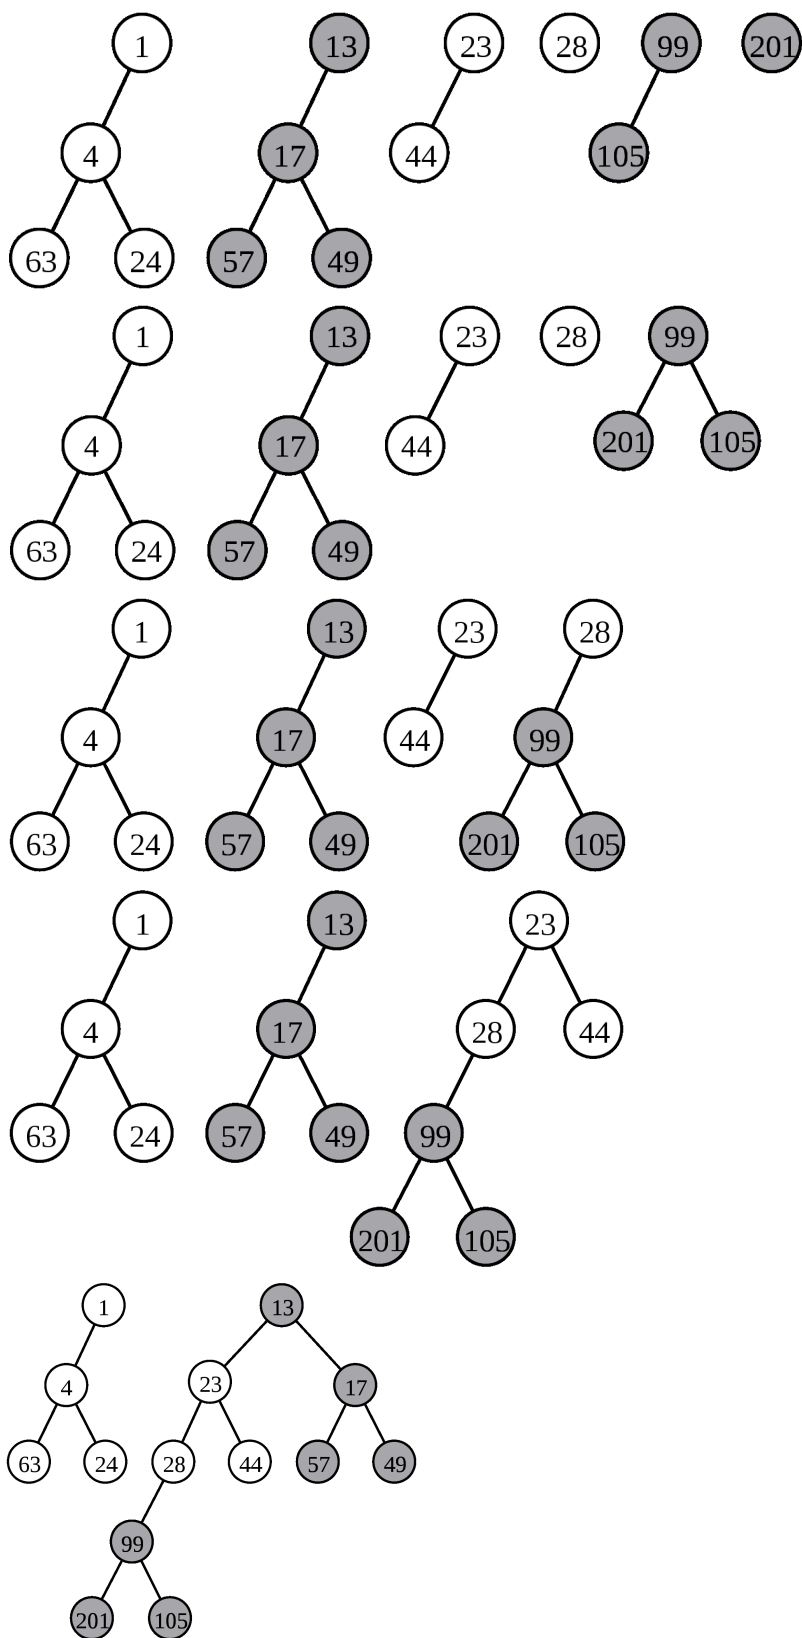 1 13 23 28 99 201
4 17 44 105
63 24 57 49
1 13 23 28 99
4 17 44 201 105
63 24 57 49
1 13 23 28
4 17 44 99
63 24 57 49 201 105
1 13 23
4 17 28 44
63 24 57 49 99
201 105
1 13
4 23 17
63 24 28 44 57 49
99
201 105